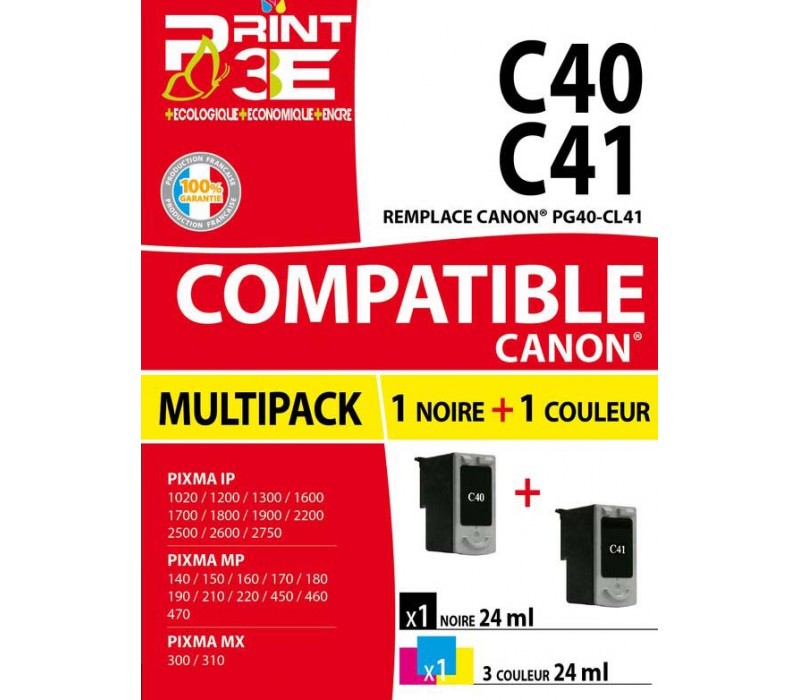 PRINT
3E
+ECOLOGIQUE+ECONOMIQUE+ENCRE
C40
C41
REMPLACE CANON® PG40-CL41
PRODUCTION FRANÇAISE
100%
GARANTIE
PRODUCTION FRANÇAISE
COMPATIBLE
CANON®
MULTIPACK
1 NOIRE + 1 COULEUR
PIXMA IP
1020 / 1200 / 1300 / 1600
1700 / 1800 / 1900 / 2200
2500 / 2600 / 2750
PIXMA MP
140 / 150 / 160 / 170 / 180
190 / 210 / 220 / 450 / 460
470
PIXMA MX
300 / 310
C40
+
C41
x1 NOIRE 24 ml
x1 3 COULEUR 24 ml